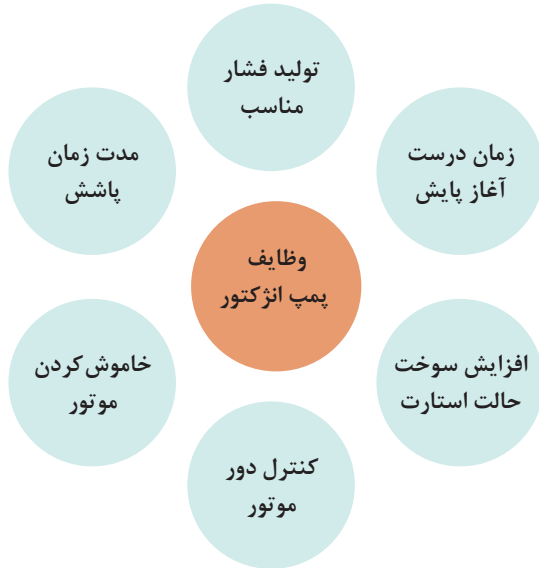 تولید فشار
مناسب
زمان درست
آغاز پایش
مدت زمان
پاشش
وظایف
پمپ انژکتور
افزایش سوخت
حالت استارت
خاموش کردن
موتور
کنترل دور
موتور